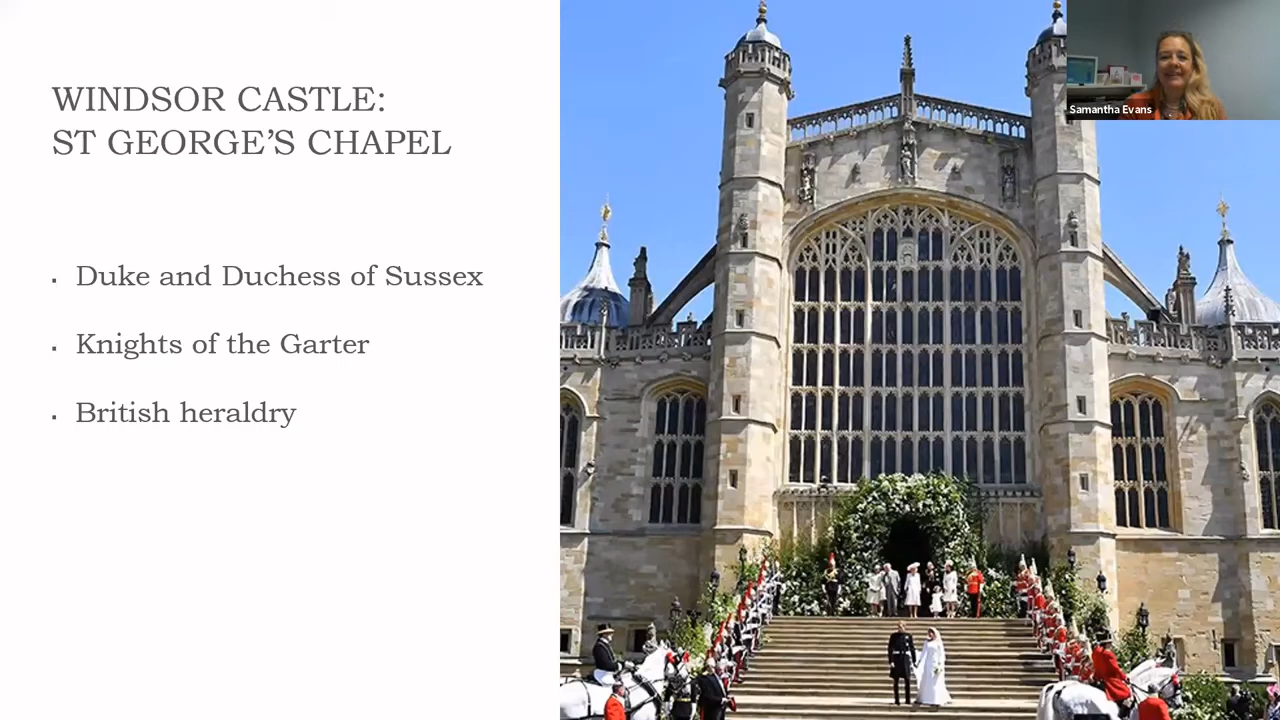 WINDSOR CASTLE:
ST GEORGE’S CHAPEL
Duke and Duchess of Sussex
Knights of the Garter
British heraldry
Samantha Evans